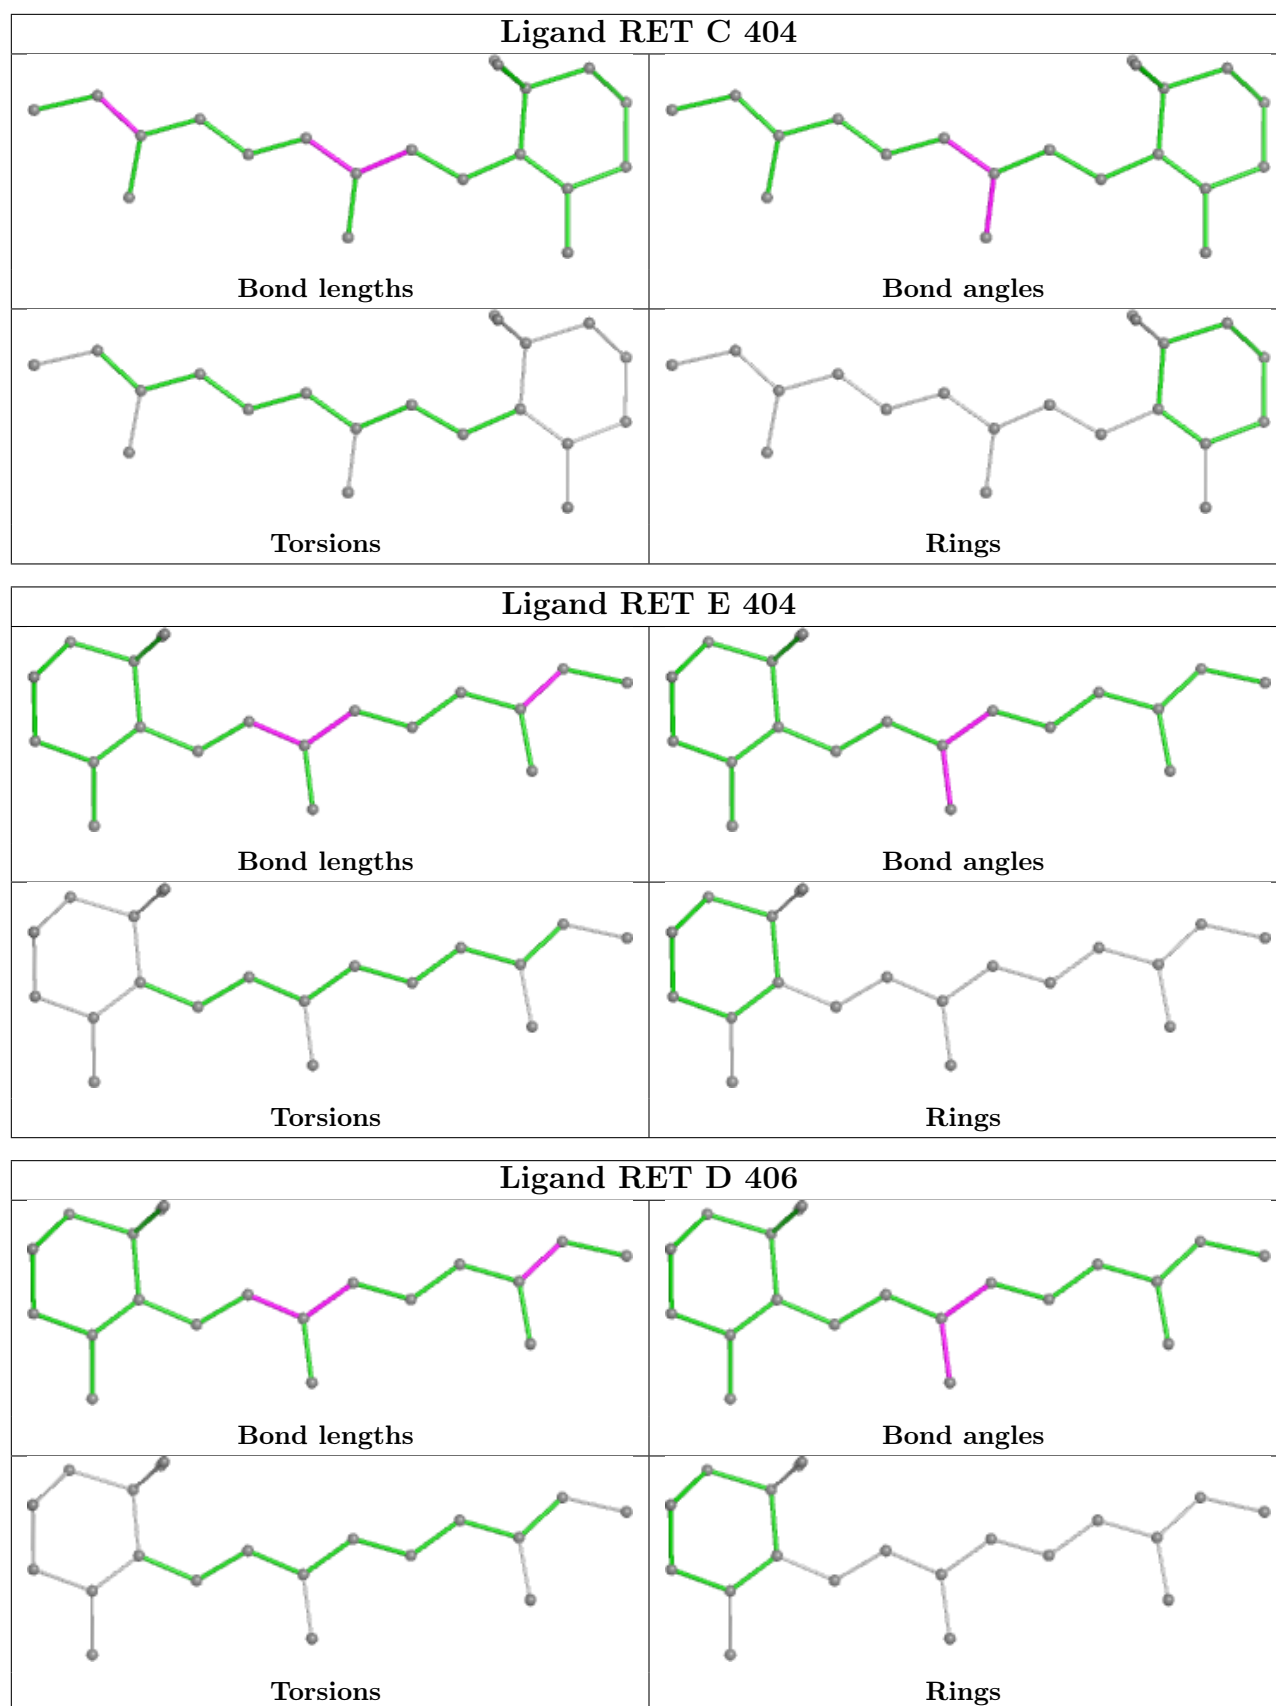 Ligand RET C 404
Bond lengths
Bond angles
Torsions
Rings
Ligand RET E 404
Bond lengths
Bond angles
Torsions
Rings
Ligand RET D 406
Bond lengths
Bond angles
Torsions
Rings